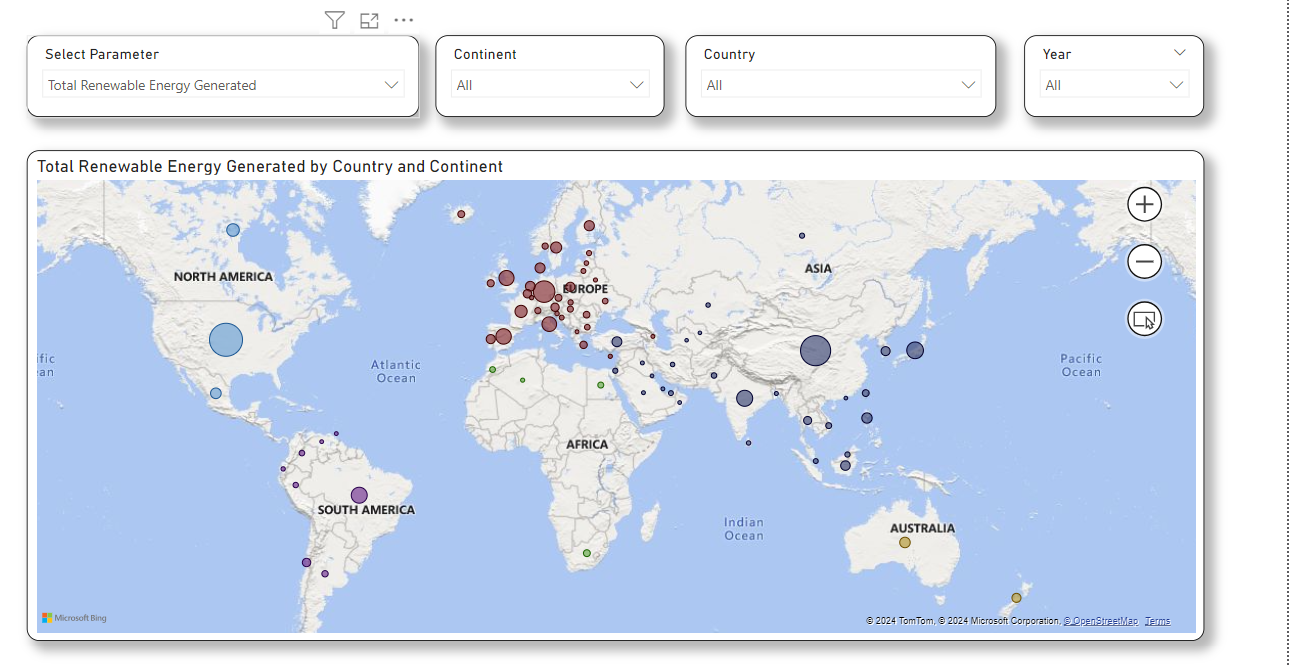 Select Parameter
Total Renewable Energy Generated
Continent
All
Country
All
Year
All
Total Renewable Energy Generated by Country and Continent
NORTH AMERICA
EUROPE
ASIA
ific
an
Atlantic
Ocean
Pacific
Ocean
AFRICA
SOUTH AMERICA
Indian
Ocean
AUSTRALIA
Microsoft Bing
© 2024 TomTom, © 2024 Microsoft Corporation, © OpenStreetMap Terms